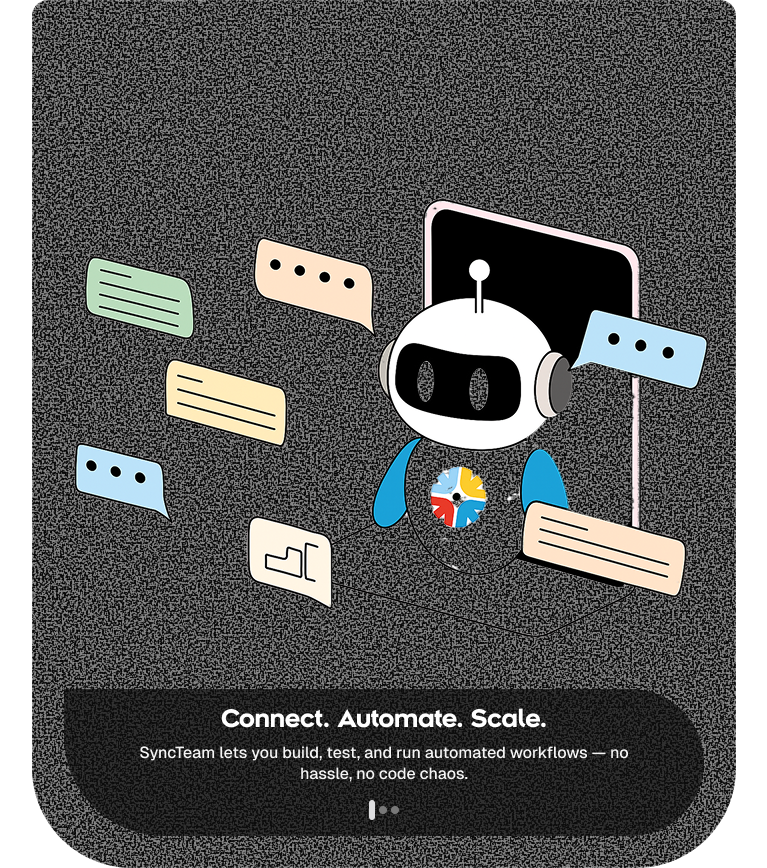 Connect. Automate. Scale.
SyncTeam lets you build, test, and run automated workflows — no
hassle, no code chaos.